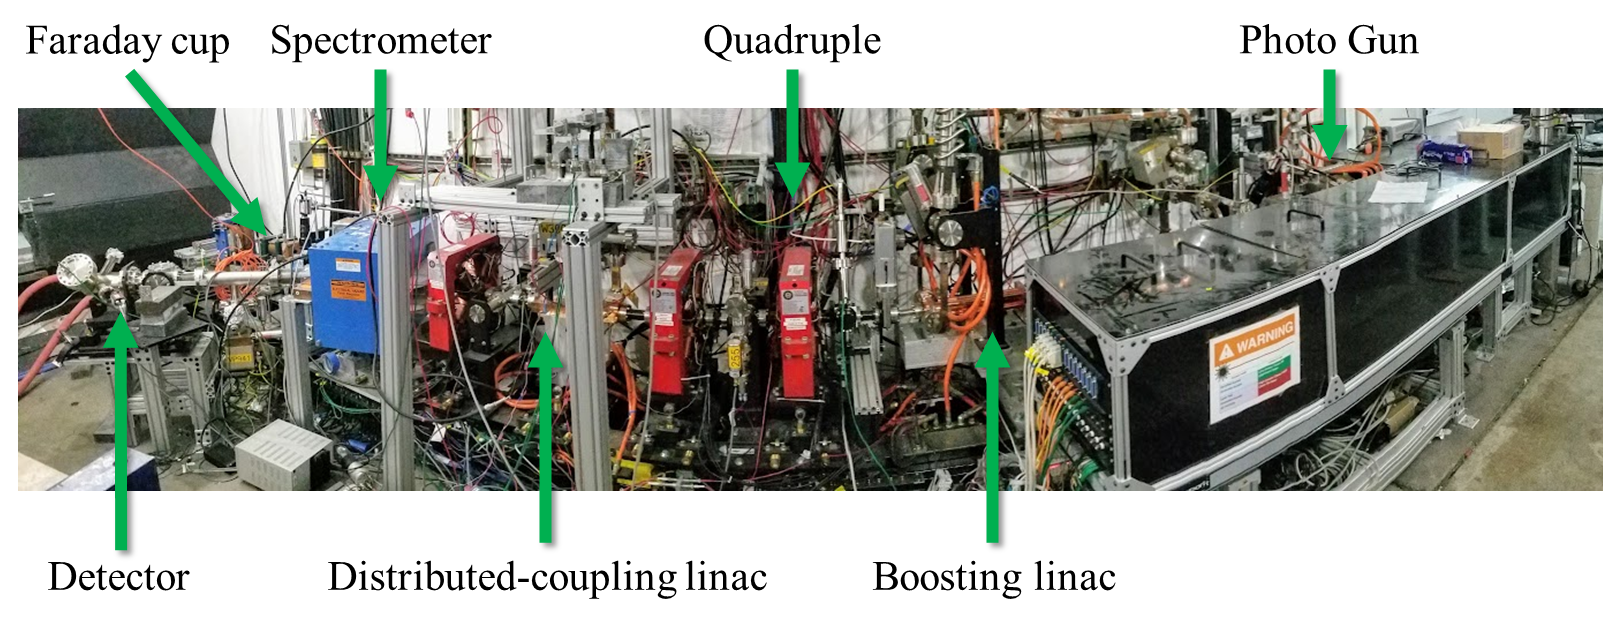 Faraday cup
Spectrometer
Quadruple
Photo Gun
WARNING
Detector
Distributed-coupling linac
Boosting linac